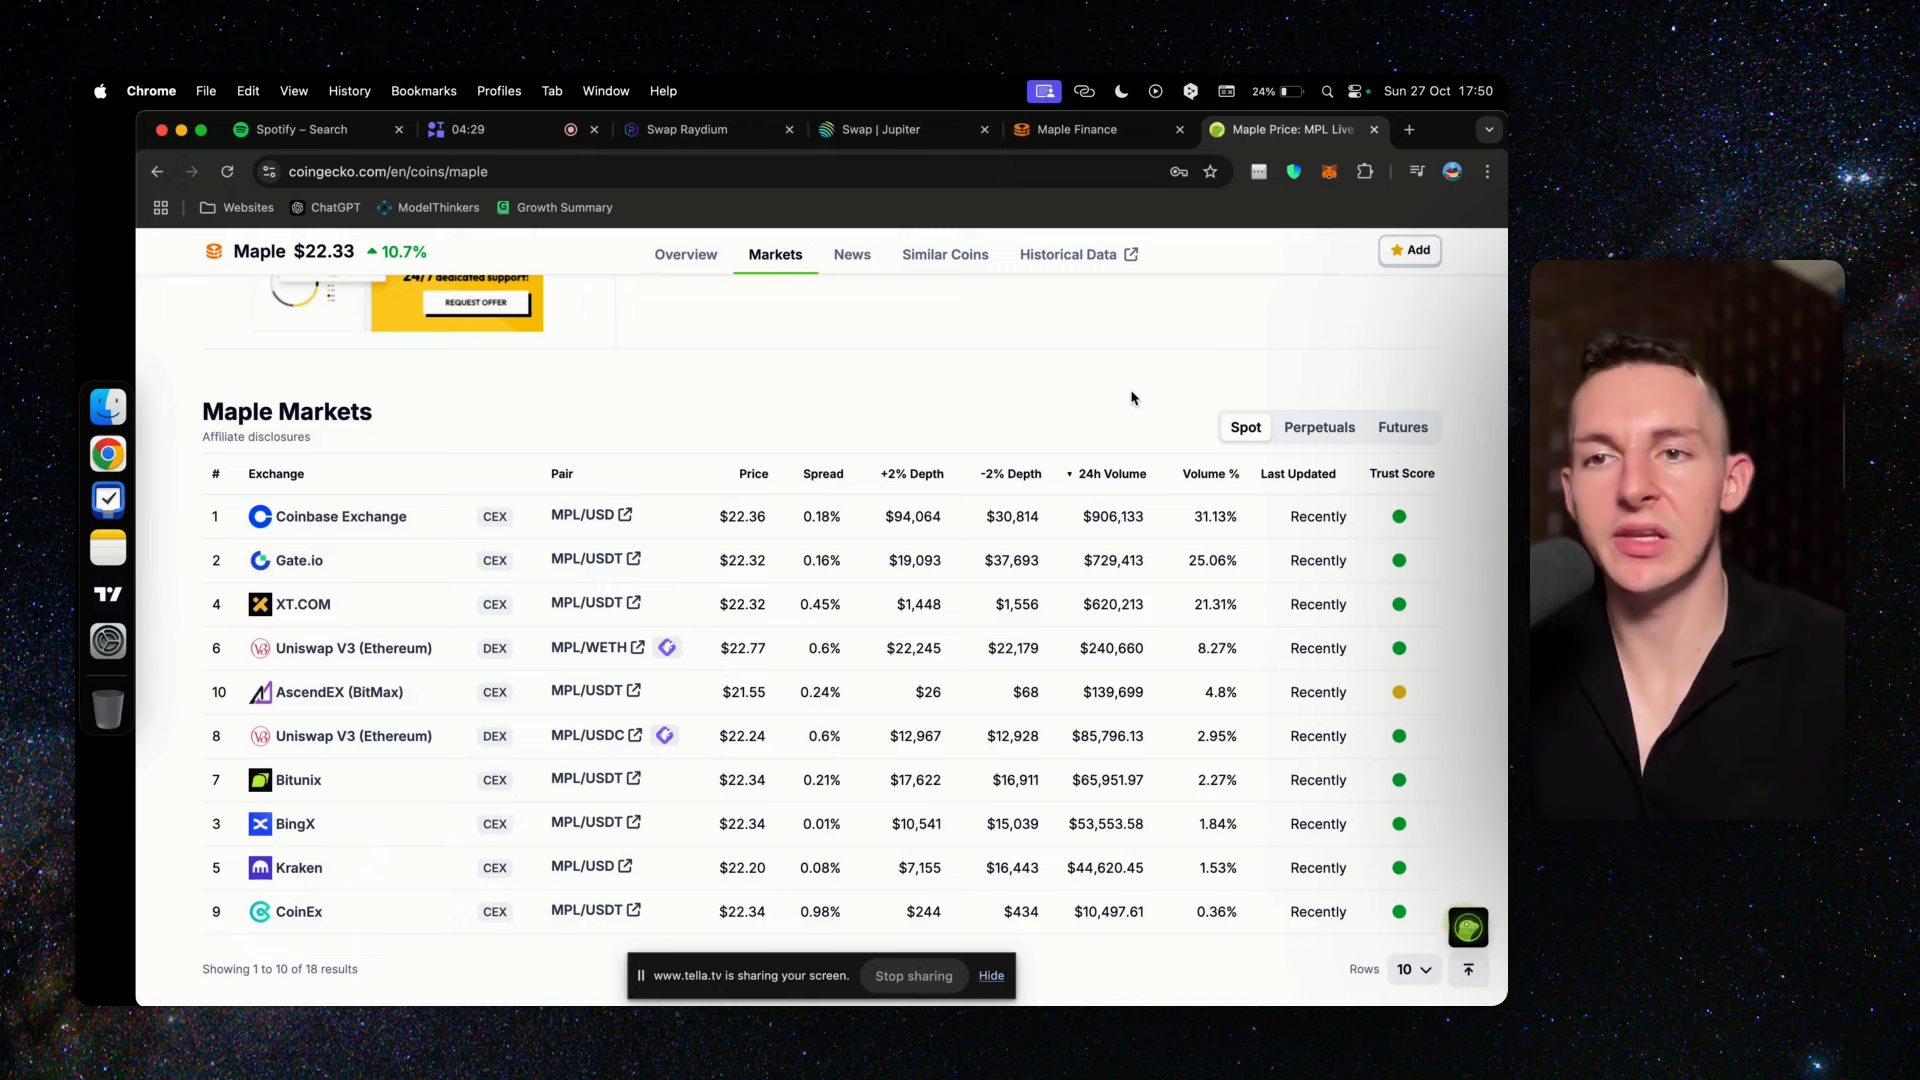 Chrome File Edit View History Bookmarks Profiles Tab Window Help 24% Sun 27 Oct 17:50
Spotify – Search 04:29 Swap Raydium Swap | Jupiter Maple Finance Maple Price: MPL Live
coingecko.com/en/coins/maple
Websites ChatGPT ModelThinkers Growth Summary
Maple $22.33 10.7% Overview Markets News Similar Coins Historical Data Add
24/7 dedicated support!
REQUEST OFFER
Maple Markets
Affiliate disclosures
Spot Perpetuals Futures
# Exchange Pair Price Spread +2% Depth -2% Depth 24h Volume Volume % Last Updated Trust Score
1 Coinbase Exchange CEX MPL/USD $22.36 0.18% $94,064 $30,814 $906,133 31.13% Recently
2 Gate.io CEX MPL/USDT $22.32 0.16% $19,093 $37,693 $729,413 25.06% Recently
4 XT.COM CEX MPL/USDT $22.32 0.45% $1,448 $1,556 $620,213 21.31% Recently
6 Uniswap V3 (Ethereum) DEX MPL/WETH $22.77 0.6% $22,245 $22,179 $240,660 8.27% Recently
10 AscendEX (BitMax) CEX MPL/USDT $21.55 0.24% $26 $68 $139,699 4.8% Recently
8 Uniswap V3 (Ethereum) DEX MPL/USDC $22.24 0.6% $12,967 $12,928 $85,796.13 2.95% Recently
7 Bitunix CEX MPL/USDT $22.34 0.21% $17,622 $16,911 $65,951.97 2.27% Recently
3 BingX CEX MPL/USDT $22.34 0.01% $10,541 $15,039 $53,553.58 1.84% Recently
5 Kraken CEX MPL/USD $22.20 0.08% $7,155 $16,443 $44,620.45 1.53% Recently
9 CoinEx CEX MPL/USDT $22.34 0.98% $244 $434 $10,497.61 0.36% Recently
Showing 1 to 10 of 18 results
Rows 10
www.tella.tv is sharing your screen. Stop sharing Hide